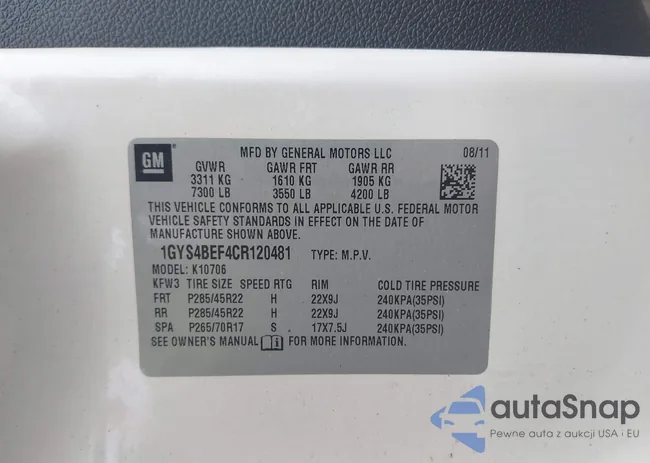 GM
MFD BY GENERAL MOTORS LLC 08/11
GVWR GAWR FRT GAWR RR
3311 KG 1610 KG 1905 KG
7300 LB 3550 LB 4200 LB
THIS VEHICLE CONFORMS TO ALL APPLICABLE U.S. FEDERAL MOTOR
VEHICLE SAFETY STANDARDS IN EFFECT ON THE DATE OF
MANUFACTURE SHOWN ABOVE.
1GYS4BEF4CR120481 TYPE: M.P.V.
MODEL: K10706
KFW3 TIRE SIZE SPEED RTG RIM COLD TIRE PRESSURE
FRT P285/45R22 H 22X9J 240KPA(35PSI)
RR P285/45R22 H 22X9J 240KPA(35PSI)
SPA P265/70R17 S 17X7.5J 240KPA(35PSI)
SEE OWNER'S MANUAL FOR MORE INFORMATION.
autaSnap
Pewne auta z aukcji USA • EU